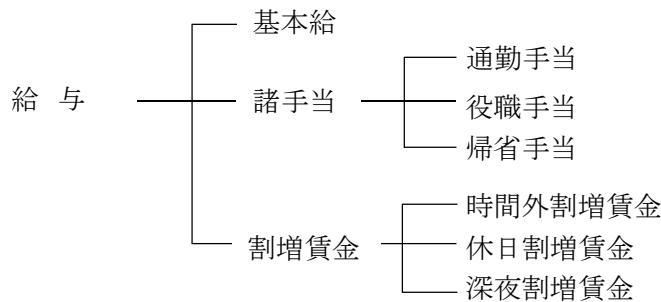 基本給
通勤手当
給 与
諸手当
役職手当
帰省手当
時間外割増賃金
割増賃金
休日割増賃金
深夜割増賃金